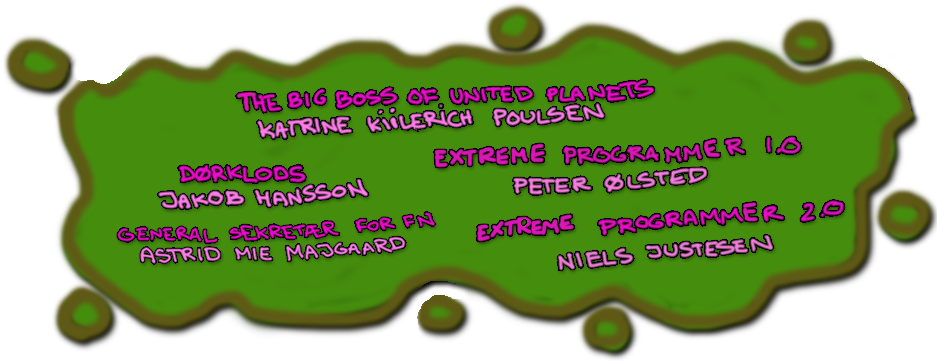 THE BIG BOSS OF UNITED PLANETS
KATRINE KiiLERiCH POULSEN
DØRKLODS
JAKOB HANSSON
GENERAL SEKRETÆR FOR FN
ASTRID MIE MAJGAARD
EXTREME PROGRAMMER 1.0
PETER ØLSTED
EXTREME PROGRAMMER 2.0
NIELS JUSTESEN